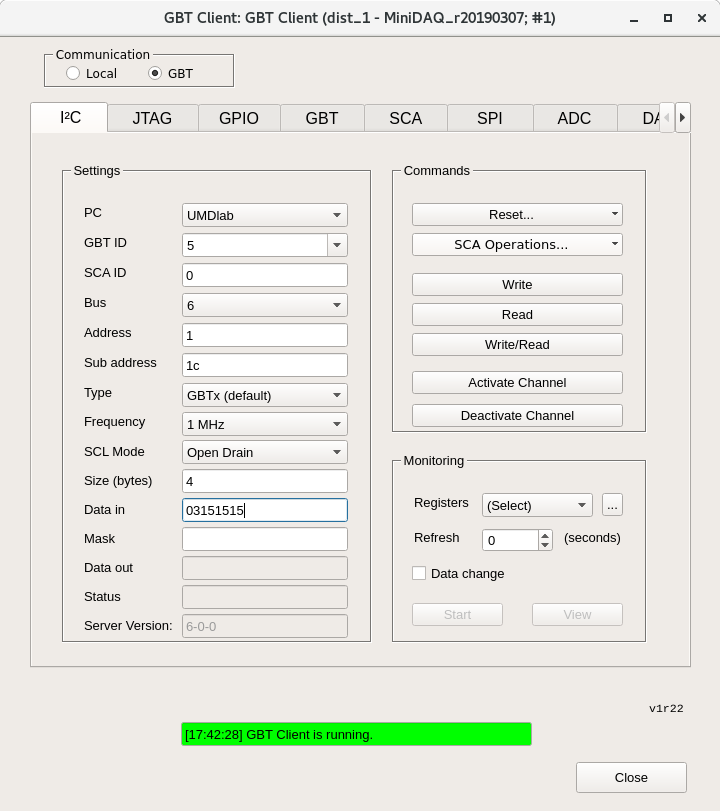 GBT Client: GBT Client (dist_1 - MiniDAQ_r20190307; #1)
Communication
Local GBT
I²C JTAG GPIO GBT SCA SPI ADC DA
Settings
PC UMDlab
GBT ID 5
SCA ID 0
Bus 6
Address 1
Sub address 1c
Type GBTx (default)
Frequency 1 MHz
SCL Mode Open Drain
Size (bytes) 4
Data in 03151515
Mask
Data out
Status
Server Version: 6-0-0
Commands
Reset...
SCA Operations...
Write
Read
Write/Read
Activate Channel
Deactivate Channel
Monitoring
Registers (Select) ...
Refresh 0 (seconds)
Data change
Start View
v1r22
[17:42:28] GBT Client is running.
Close